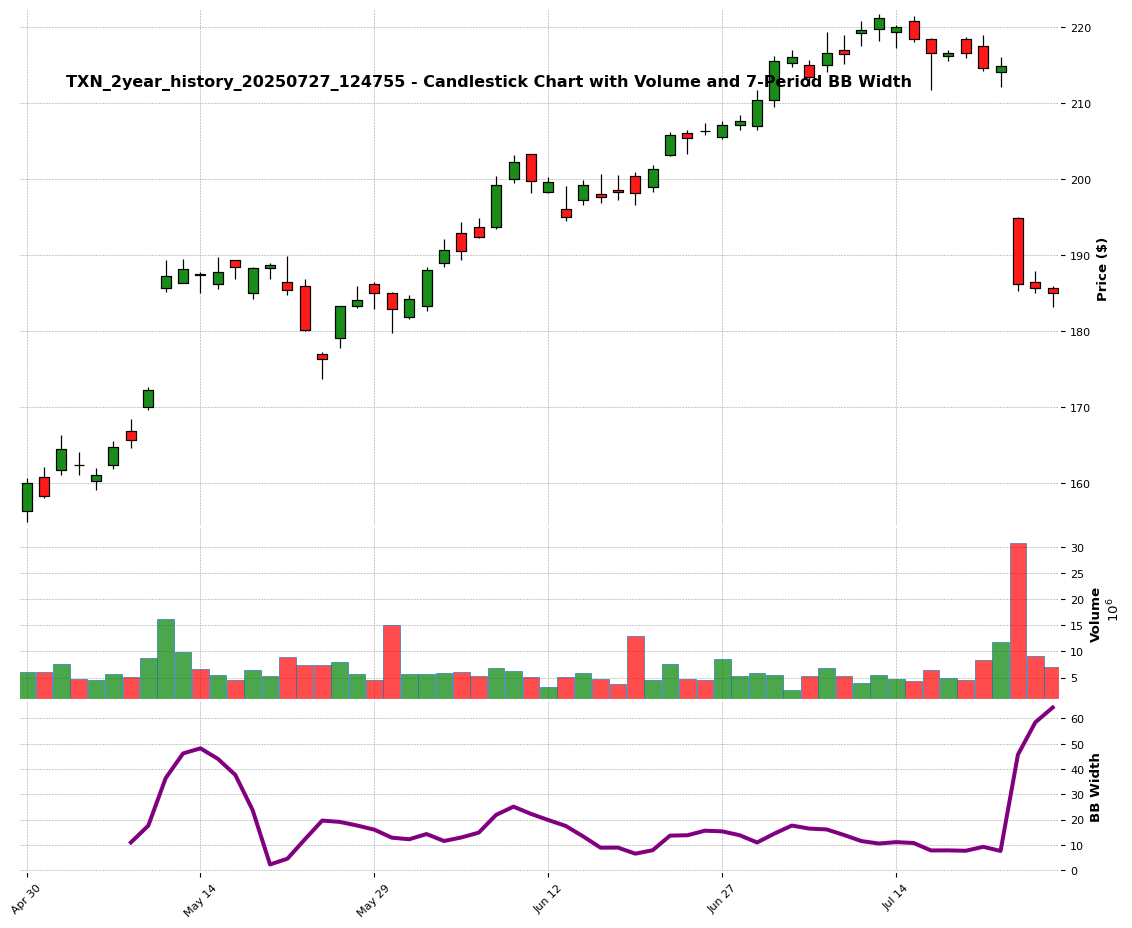 TXN_2year_history_20250727_124755 - Candlestick Chart with Volume and 7-Period BB Width
220
210
200
190
180
170
160
Price ($)
30
25
20
15
10
5
Volume
10^6
60
50
40
30
20
10
0
BB Width
Apr 30
May 14
May 29
Jun 12
Jun 27
Jul 14